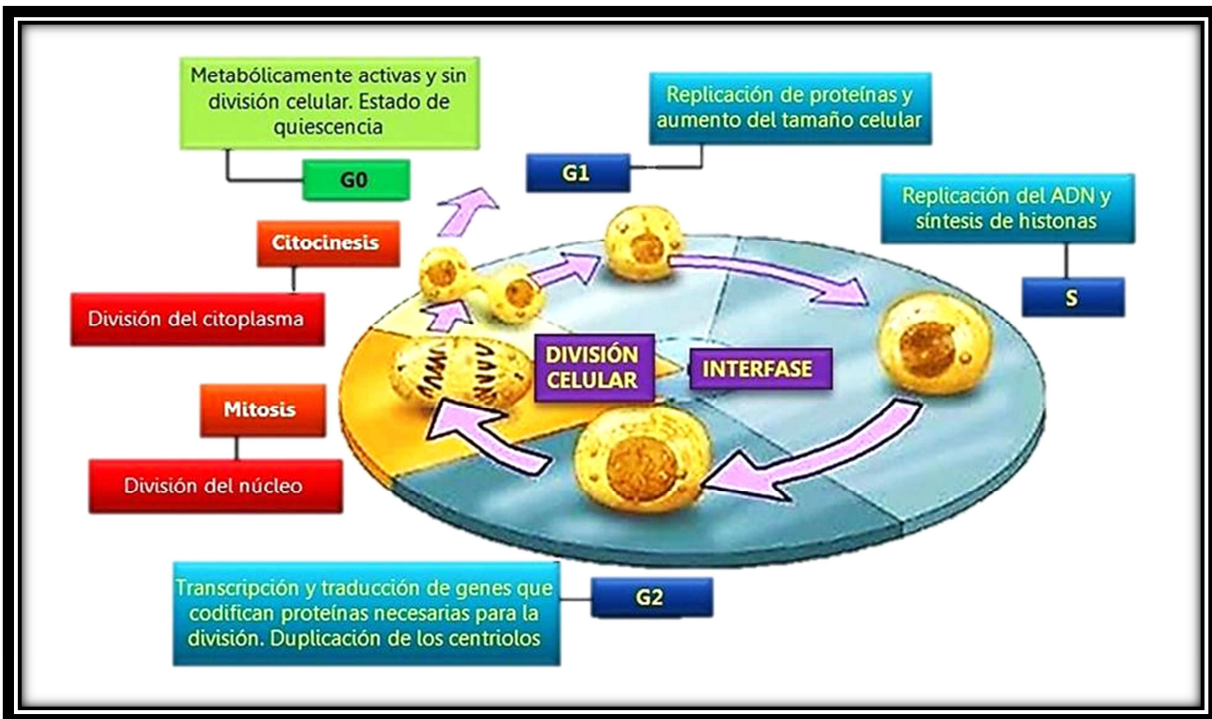 Metabólicamente activas y sin
división celular. Estado de
quiescencia
G0
Replicación de proteínas y
aumento del tamaño celular
G1
Replicación del ADN y
síntesis de histonas
S
Citocinesis
División del citoplasma
DIVISIÓN
CELULAR
INTERFASE
Mitosis
División del núcleo
Transcripción y traducción de genes que
codifican proteínas necesarias para la
división. Duplicación de los centriolos
G2